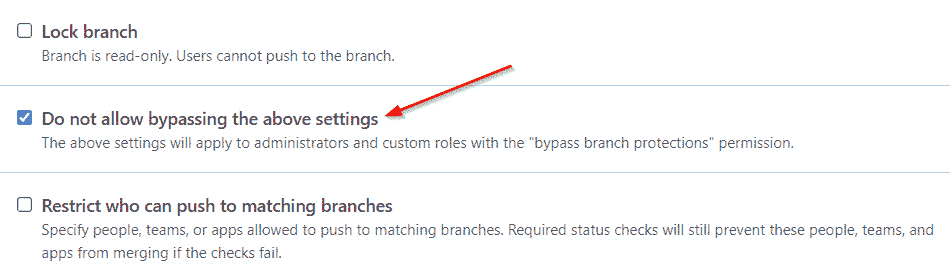 Lock branch
Branch is read-only. Users cannot push to the branch.
Do not allow bypassing the above settings
The above settings will apply to administrators and custom roles with the "bypass branch protections" permission.
Restrict who can push to matching branches
Specify people, teams, or apps allowed to push to matching branches. Required status checks will still prevent these people, teams, and
apps from merging if the checks fail.